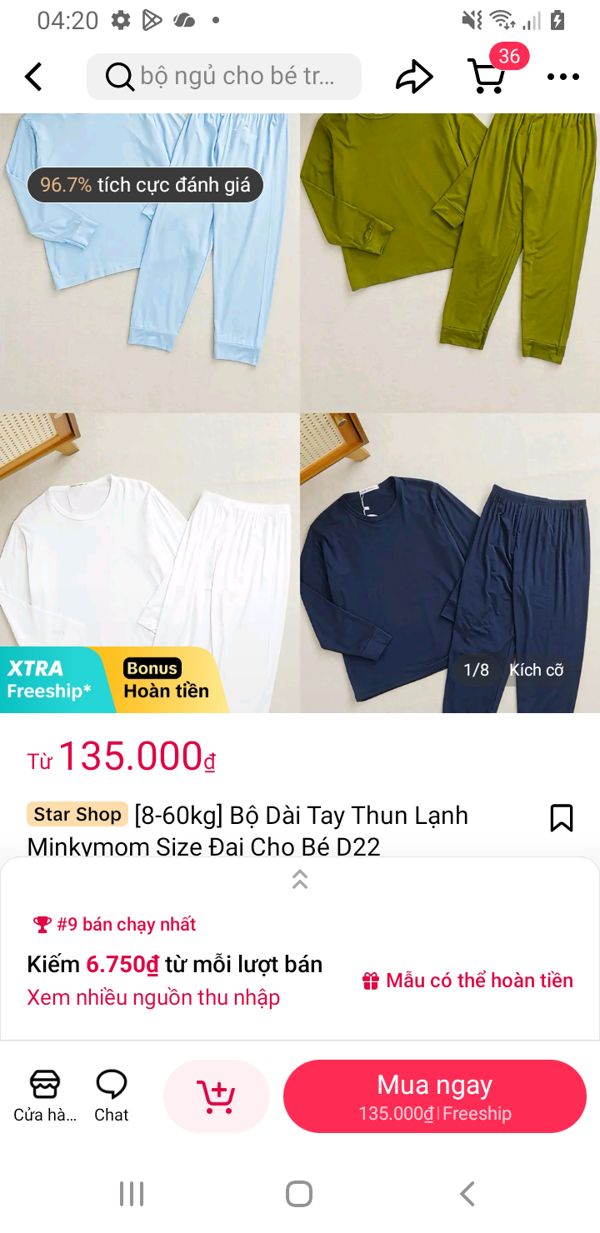 04:20
36
bộ ngủ cho bé tr...
96.7% tích cực đánh giá
XTRA
Freeship*
Bonus
Hoàn tiền
1/8 Kích cỡ
Từ 135.000₫
Star Shop [8-60kg] Bộ Dài Tay Thun Lạnh
Minkymom Size Đại Cho Bé D22
#9 bán chạy nhất
Kiếm 6.750₫ từ mỗi lượt bán
Xem nhiều nguồn thu nhập
Mẫu có thể hoàn tiền
Cửa hà...
Chat
Mua ngay
135.000₫|Freeship